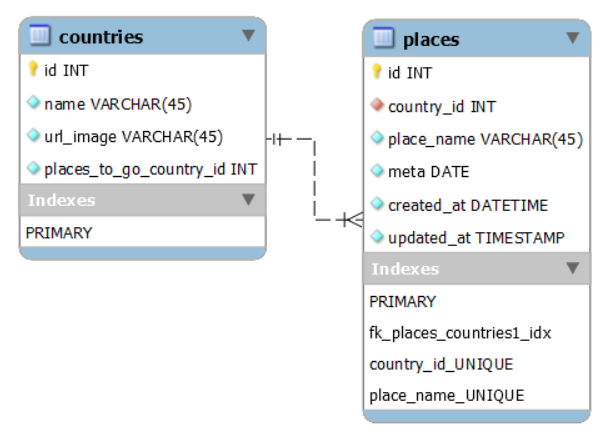 countries
id INT
name VARCHAR(45)
url_image VARCHAR(45)
places_to_go_country_id INT
Indexes
PRIMARY
places
id INT
country_id INT
place_name VARCHAR(45)
meta DATE
created_at DATETIME
updated_at TIMESTAMP
Indexes
PRIMARY
fk_places_countries1_idx
country_id_UNIQUE
place_name_UNIQUE